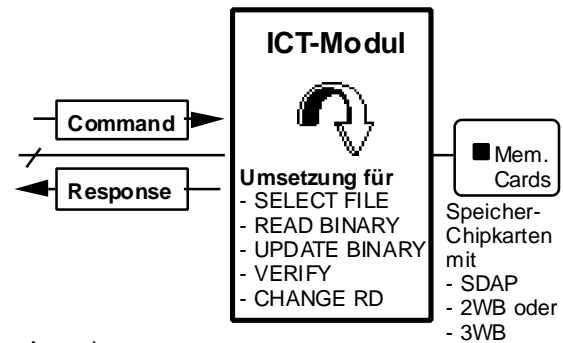 ICT-Modul
Command
Response
Umsetzung für
- SELECT FILE
- READ BINARY
- UPDATE BINARY
- VERIFY
- CHANGE RD
Mem.
Cards
Speicher-
Chipkarten
mit
- SDAP
- 2WB oder
- 3WB